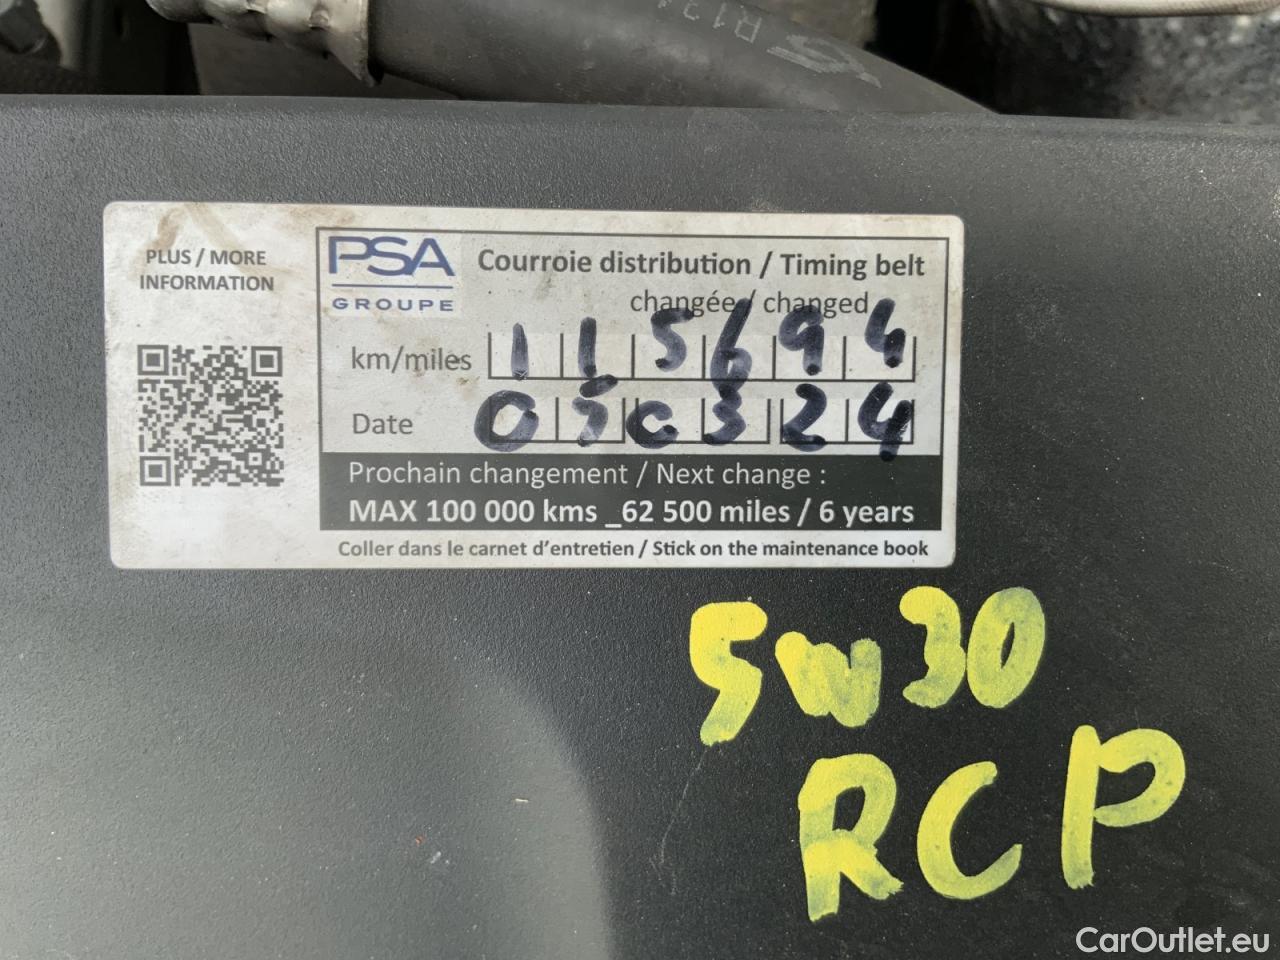 R131
PLUS / MORE
INFORMATION
PSA
GROUPE
Courroie distribution / Timing belt
changée / changed
km/miles 115694
Date 050324
Prochain changement / Next change :
MAX 100 000 kms _62 500 miles / 6 years
Coller dans le carnet d'entretien / Stick on the maintenance book
5W30
RCP
CarOutlet.eu